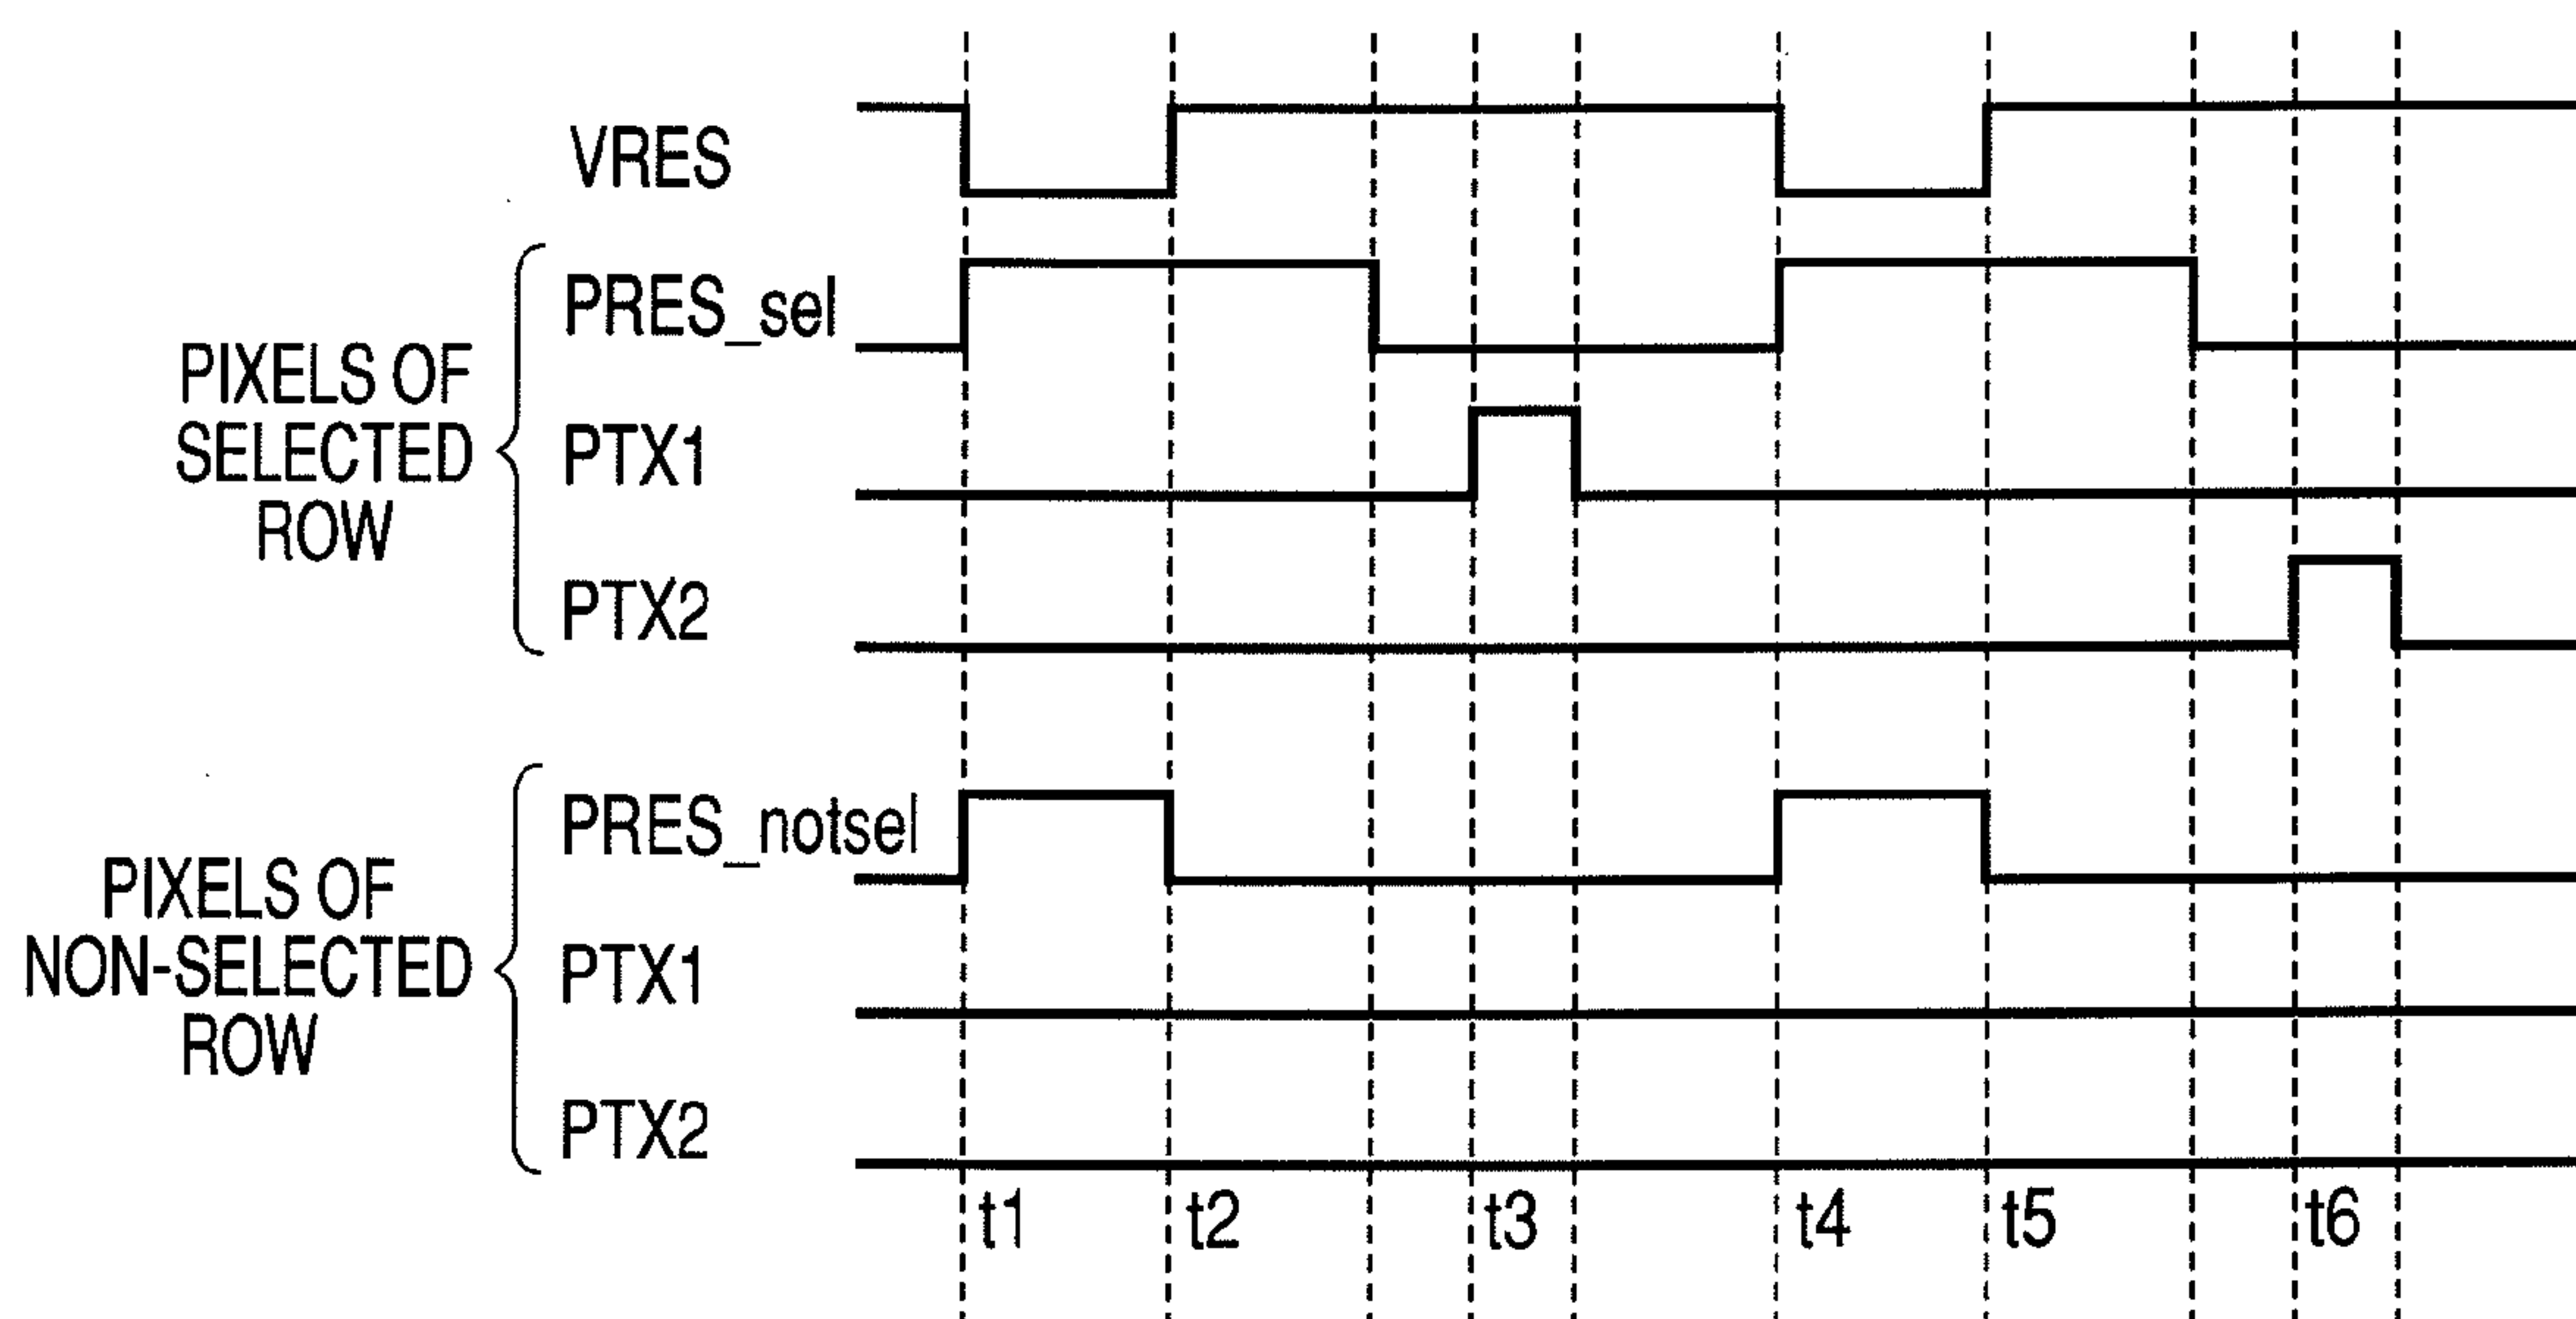 VRES
PIXELS OF
SELECTED
ROW
PRES_sel
PTX1
PTX2
PIXELS OF
NON-SELECTED
ROW
PRES_notsel
PTX1
PTX2
t1 t2 t3 t4 t5 t6